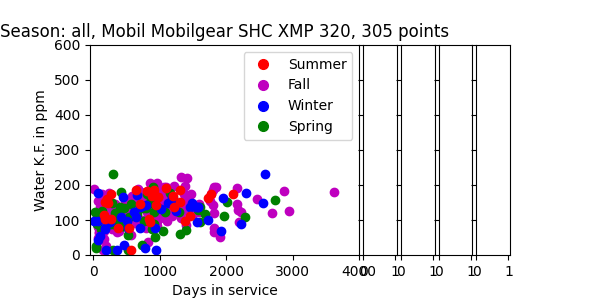 Season: all, Mobil Mobilgear SHC XMP 320, 305 points
600
500
400
300
200
100
0
Water K.F. in ppm
Summer
Fall
Winter
Spring
0 1000 2000 3000 4000 0 1 0 1 0 1 0 1
Days in service